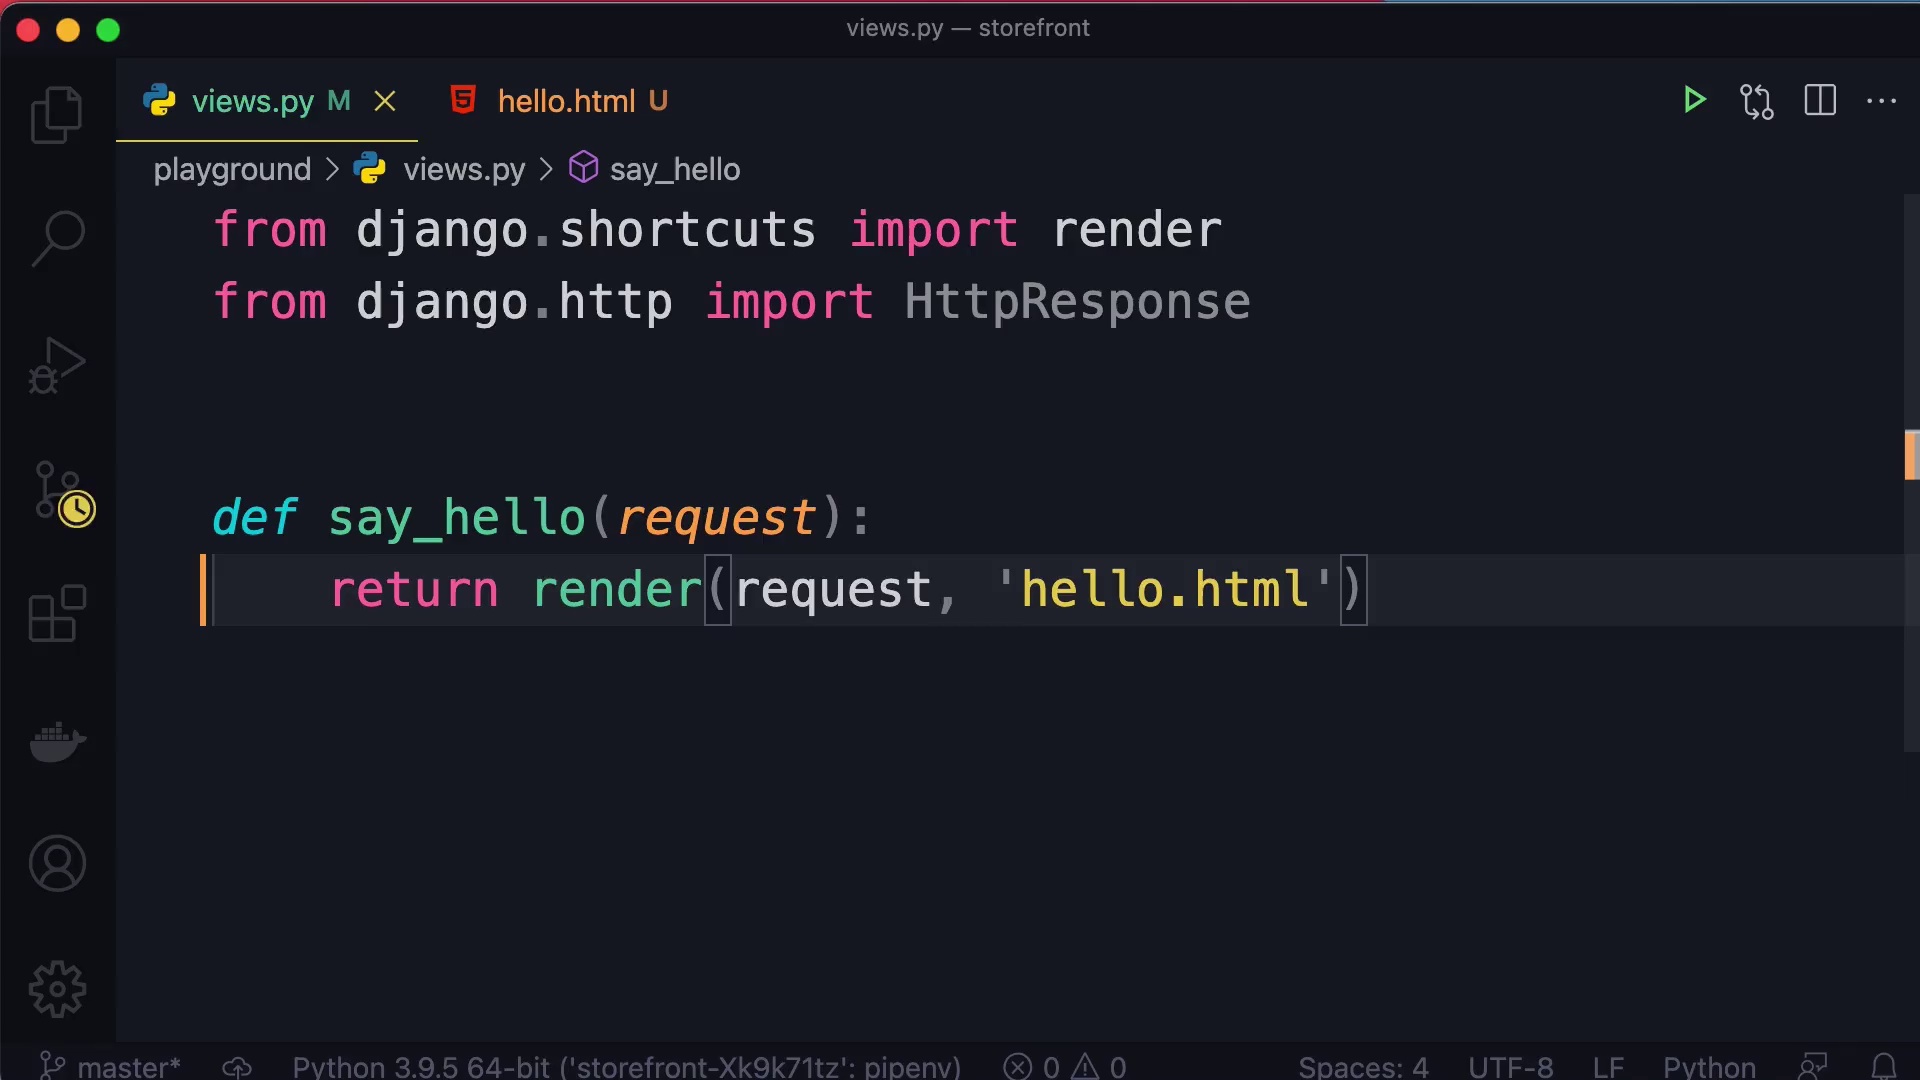 views.py — storefront
views.py M hello.html U
playground > views.py > say_hello
from django.shortcuts import render
from django.http import HttpResponse
def say_hello(request):
    return render(request, 'hello.html')
master* Python 3.9.5 64-bit ('storefront-Xk9k71tz': pipenv) 0 0 Spaces: 4 UTF-8 LF Python